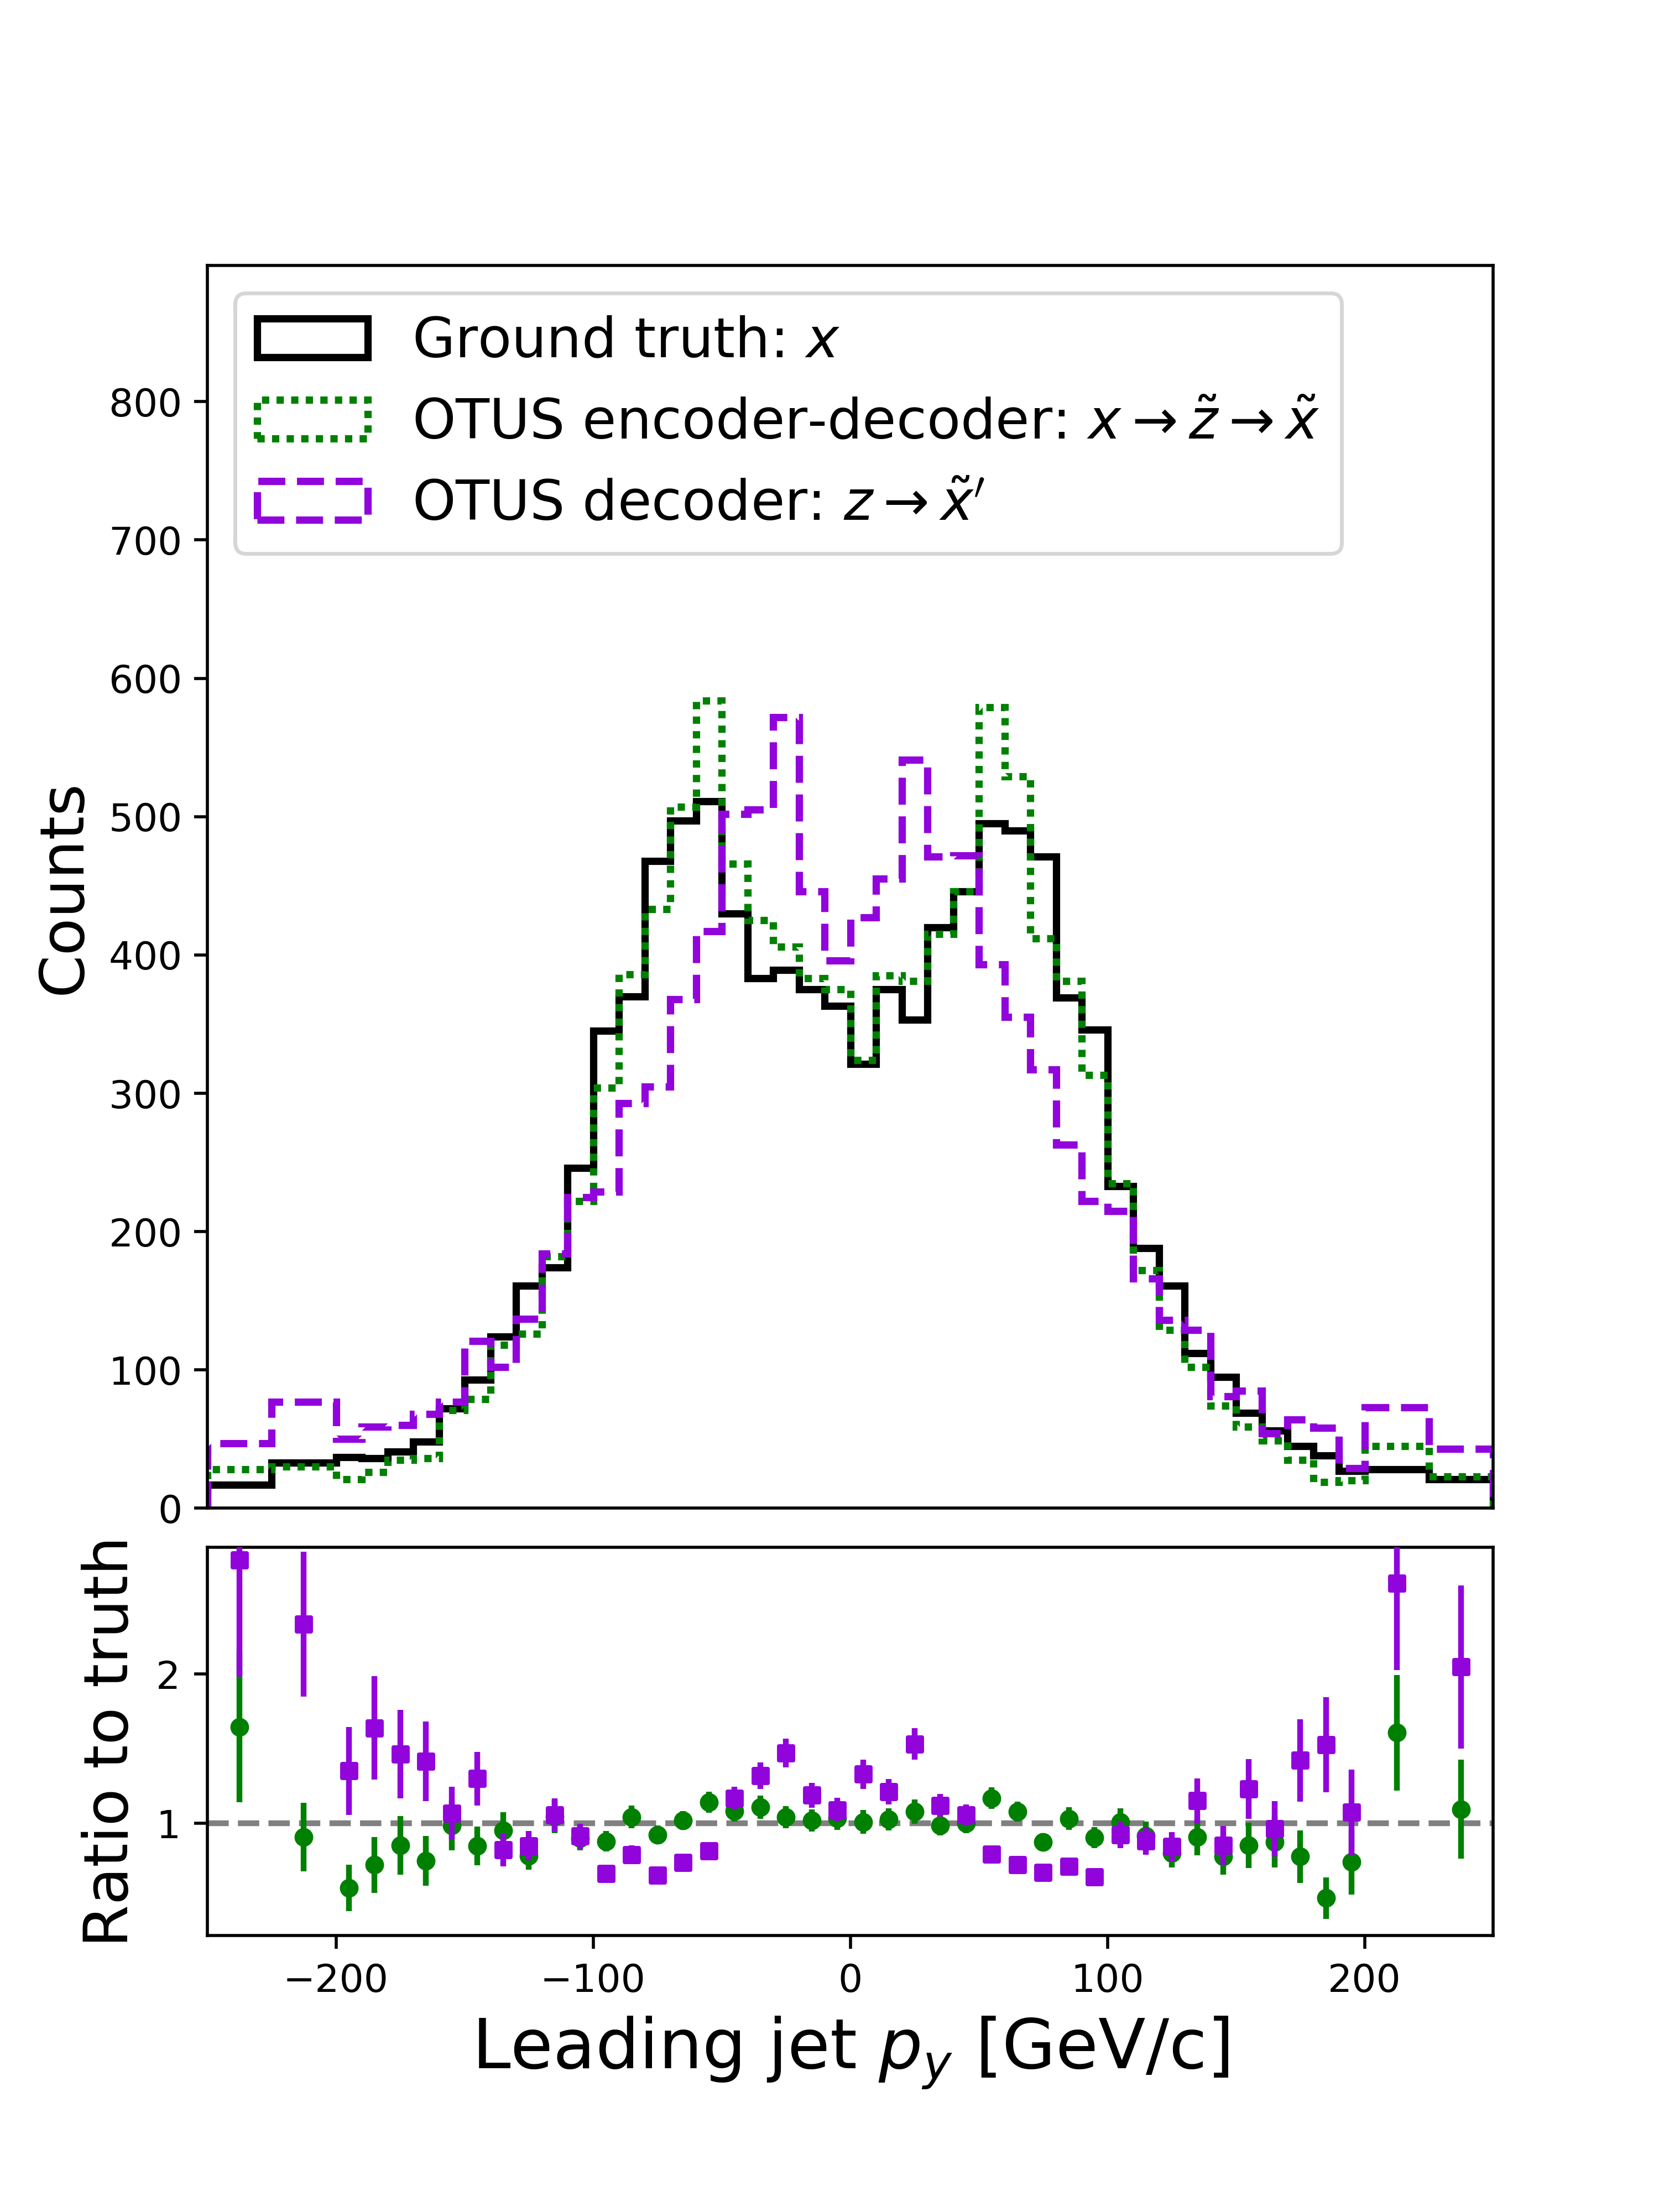 Ground truth: x
OTUS encoder-decoder: x → z̃ → x̃
OTUS decoder: z → x̃′
Counts
800
700
600
500
400
300
200
100
0
Ratio to truth
2
1
−200 −100 0 100 200
Leading jet p_y [GeV/c]